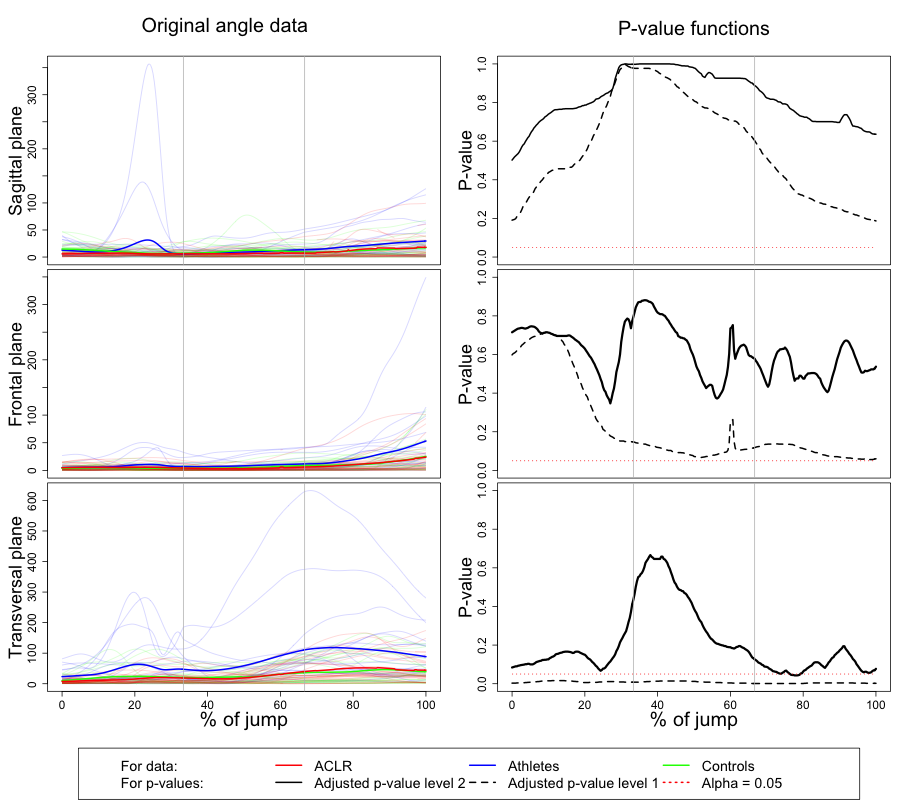 Original angle data
P-value functions
Sagittal plane
0 50 100 200 300
P-value
0.0 0.2 0.4 0.6 0.8 1.0
Frontal plane
0 50 100 200 300
P-value
0.0 0.2 0.4 0.6 0.8 1.0
Transversal plane
0 100 200 300 400 500 600
P-value
0.0 0.2 0.4 0.6 0.8 1.0
0 20 40 60 80 100
0 20 40 60 80 100
% of jump
% of jump
For data: ACLR Athletes Controls
For p-values: Adjusted p-value level 2 Adjusted p-value level 1 Alpha = 0.05